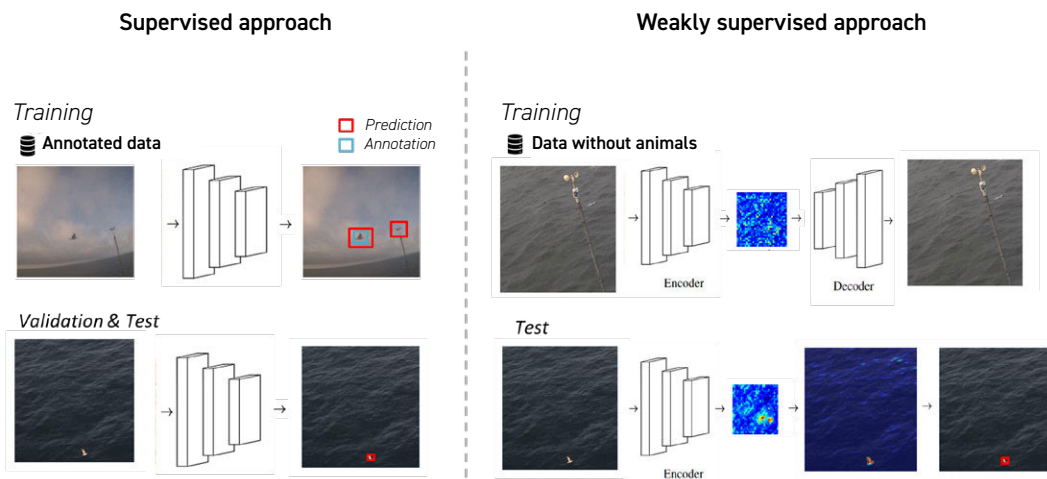 Supervised approach
Weakly supervised approach
Training
Annotated data
Prediction
Annotation
Validation & Test
Training
Data without animals
Encoder
Decoder
Test
Encoder